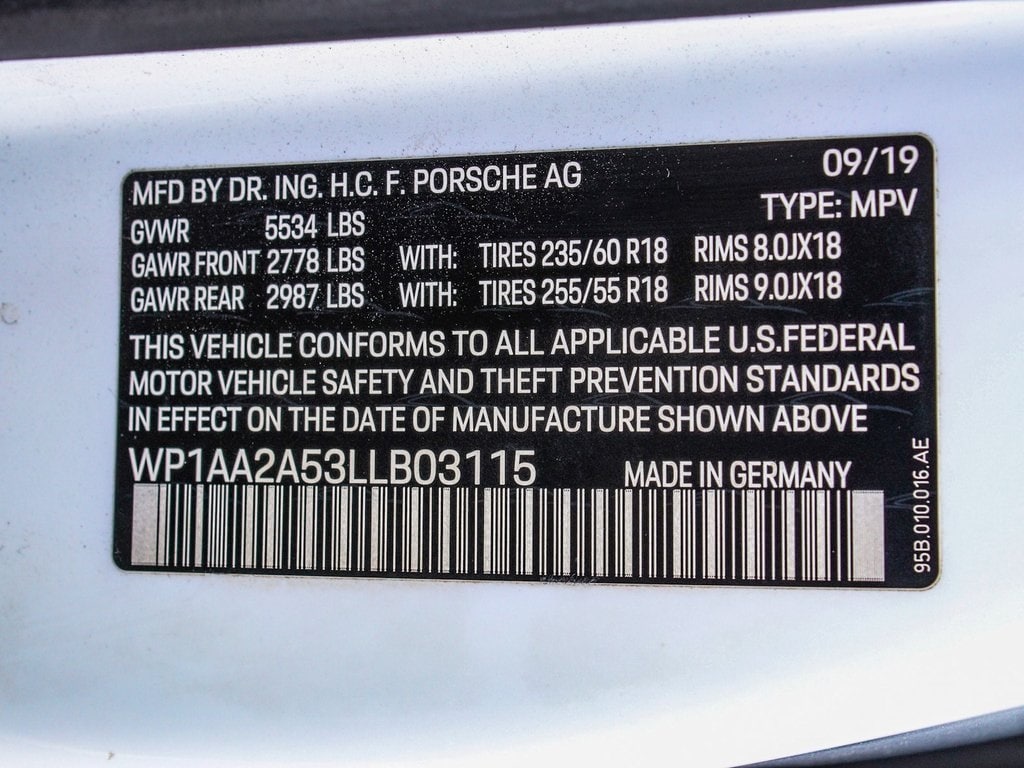 MFD BY DR. ING. H.C. F. PORSCHE AG 09/19
TYPE: MPV
GVWR 5534 LBS
GAWR FRONT 2778 LBS WITH: TIRES 235/60 R18 RIMS 8.0JX18
GAWR REAR 2987 LBS WITH: TIRES 255/55 R18 RIMS 9.0JX18
THIS VEHICLE CONFORMS TO ALL APPLICABLE U.S.FEDERAL
MOTOR VEHICLE SAFETY AND THEFT PREVENTION STANDARDS
IN EFFECT ON THE DATE OF MANUFACTURE SHOWN ABOVE
WP1AA2A53LLB03115 MADE IN GERMANY
95B.010.016.AE